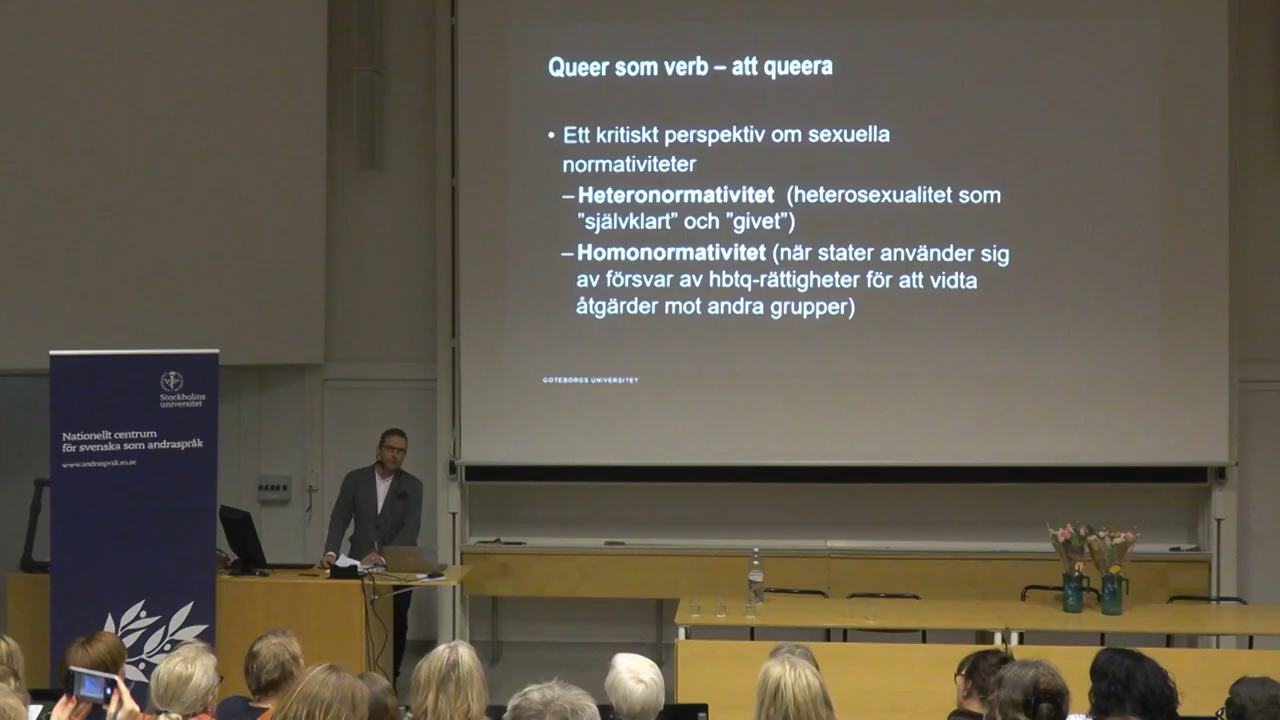 Queer som verb – att queera
• Ett kritiskt perspektiv om sexuella
normativiteter
– Heteronormativitet (heterosexualitet som
"självklart" och "givet")
– Homonormativitet (när stater använder sig
av försvar av hbtq-rättigheter för att vidta
åtgärder mot andra grupper)
GÖTEBORGS UNIVERSITET
Stockholms
universitet
Nationellt centrum
för svenska som andraspråk
www.andrasprak.su.se